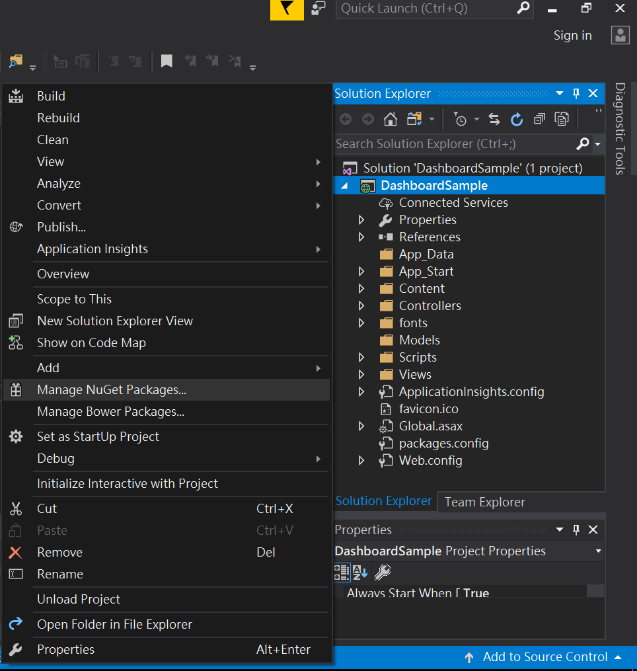 Quick Launch (Ctrl+Q)
Sign in
Build
Rebuild
Clean
View
Analyze
Convert
Publish...
Application Insights
Overview
Scope to This
New Solution Explorer View
Show on Code Map
Add
Manage NuGet Packages...
Manage Bower Packages...
Set as StartUp Project
Debug
Initialize Interactive with Project
Cut Ctrl+X
Paste Ctrl+V
Remove Del
Rename
Unload Project
Open Folder in File Explorer
Properties Alt+Enter
Solution Explorer
Search Solution Explorer (Ctrl+;)
Solution 'DashboardSample' (1 project)
DashboardSample
Connected Services
Properties
References
App_Data
App_Start
Content
Controllers
fonts
Models
Scripts
Views
ApplicationInsights.config
favicon.ico
Global.asax
packages.config
Web.config
Solution Explorer Team Explorer
Properties
DashboardSample Project Properties
Always Start When [ True
Diagnostic Tools
Add to Source Control